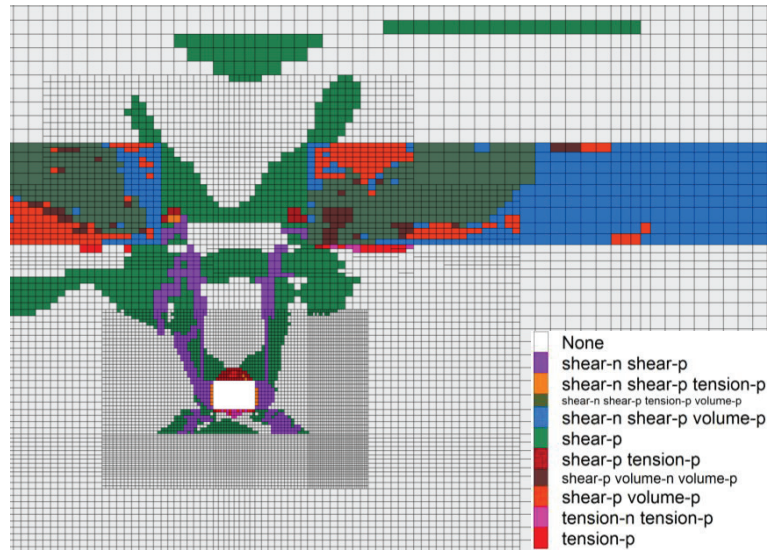 None
shear-n shear-p
shear-n shear-p tension-p
shear-n shear-p tension-p volume-p
shear-n shear-p volume-p
shear-p
shear-p tension-p
shear-p volume-n volume-p
shear-p volume-p
tension-n tension-p
tension-p